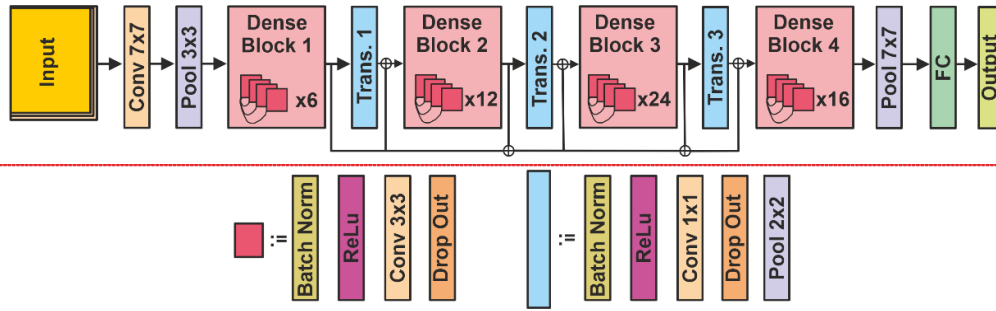 Input
Conv 7x7
Pool 3x3
Dense
Block 1
x6
Trans. 1
Dense
Block 2
x12
Trans. 2
Dense
Block 3
x24
Trans. 3
Dense
Block 4
x16
Pool 7x7
FC
Output
:=
Batch Norm
ReLu
Conv 3x3
Drop Out
:=
Batch Norm
ReLu
Conv 1x1
Drop Out
Pool 2x2